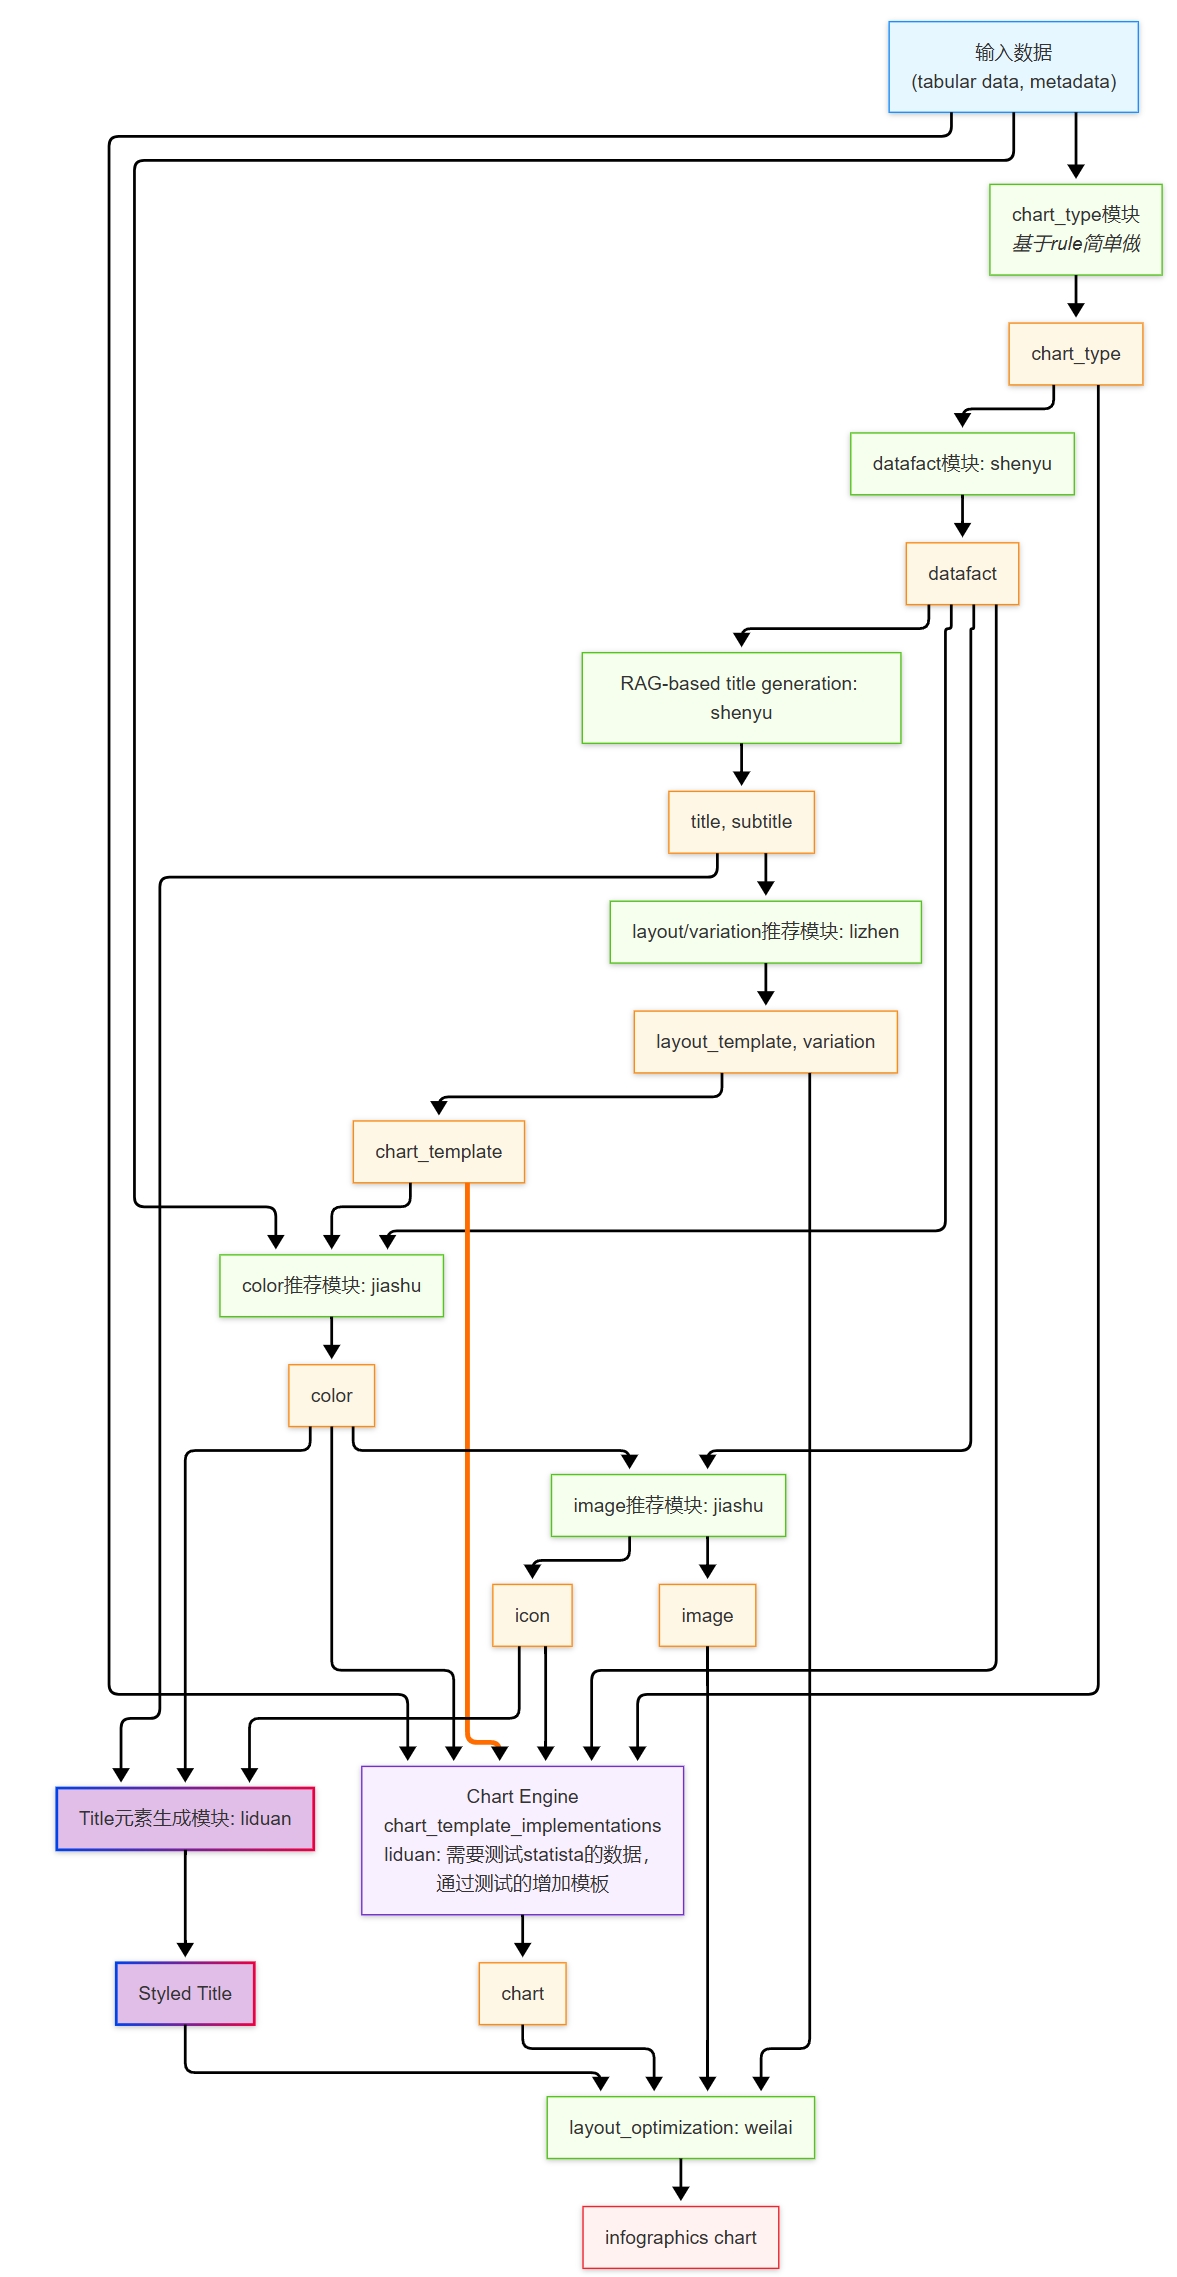 输入数据
(tabular data, metadata)
chart_type模块
基于rule简单做
chart_type
datafact模块: shenyu
datafact
RAG-based title generation:
shenyu
title, subtitle
layout/variation推荐模块: lizhen
layout_template, variation
chart_template
color推荐模块: jiashu
color
image推荐模块: jiashu
icon
image
Title元素生成模块: liduan
Chart Engine
chart_template_implementations
liduan: 需要测试statista的数据，
通过测试的增加模板
Styled Title
chart
layout_optimization: weilai
infographics chart